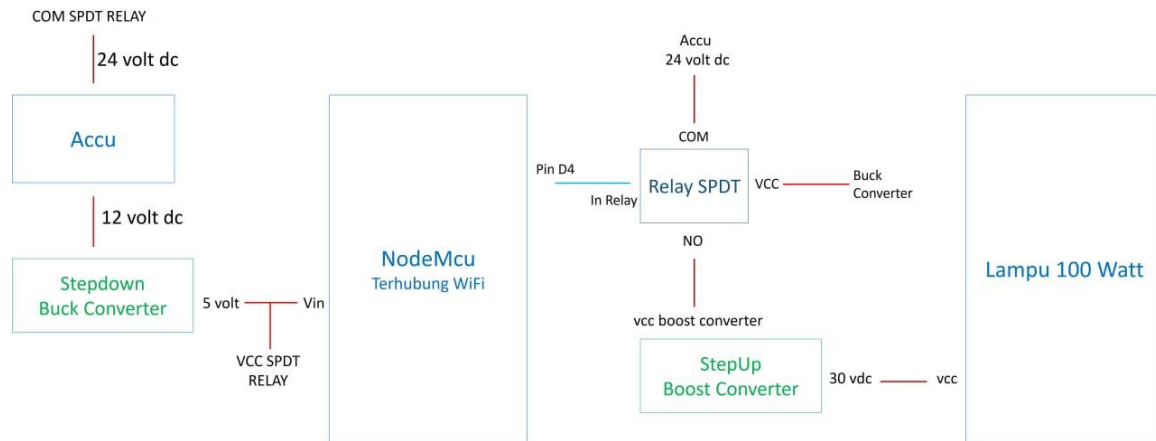 COM SPDT RELAY
24 volt dc
Accu
12 volt dc
Stepdown
Buck Converter
5 volt
Vin
VCC SPDT
RELAY
NodeMcu
Terhubung WiFi
Accu
24 volt dc
COM
Pin D4
In Relay
Relay SPDT
VCC
Buck
Converter
NO
vcc boost converter
StepUp
Boost Converter
30 vdc
vcc
Lampu 100 Watt